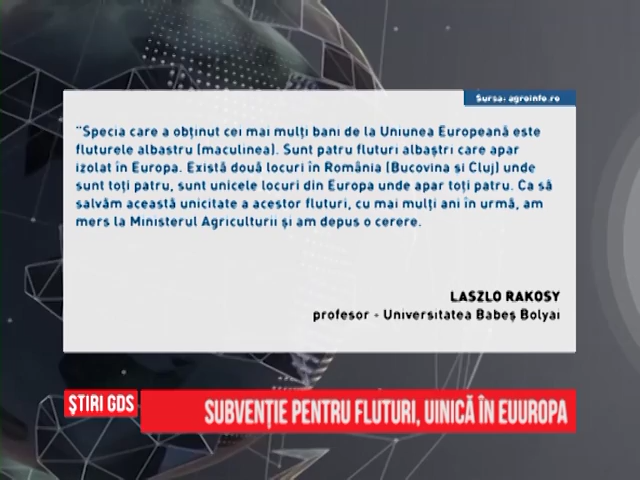 Sursa: agroinfo.ro
"Specia care a obținut cei mai mulți bani de la Uniunea Europeană este
fluturele albastru (maculinea). Sunt patru fluturi albaștri care apar
izolat în Europa. Există două locuri în România (Bucovina si Cluj) unde
sunt toți patru, sunt unicele locuri din Europa unde apar toți patru. Ca să
salvăm această unicitate a acestor fluturi, cu mai mulți ani în urmă, am
mers la Ministerul Agriculturii și am depus o cerere.
LASZLO RAKOSY
profesor - Universitatea Babeș Bolyai
ȘTIRI GDS
SUBVENȚIE PENTRU FLUTURI, UINICĂ ÎN EUUROPA